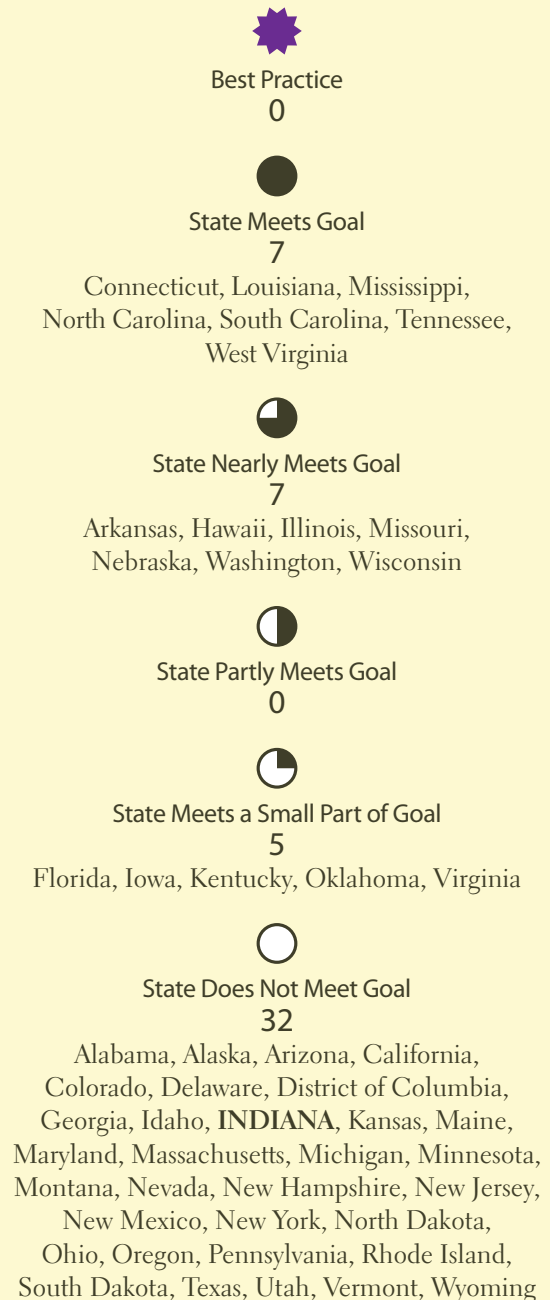 Best Practice
0
State Meets Goal
7
Connecticut, Louisiana, Mississippi,
North Carolina, South Carolina, Tennessee,
West Virginia
State Nearly Meets Goal
7
Arkansas, Hawaii, Illinois, Missouri,
Nebraska, Washington, Wisconsin
State Partly Meets Goal
0
State Meets a Small Part of Goal
5
Florida, Iowa, Kentucky, Oklahoma, Virginia
State Does Not Meet Goal
32
Alabama, Alaska, Arizona, California,
Colorado, Delaware, District of Columbia,
Georgia, Idaho, INDIANA, Kansas, Maine,
Maryland, Massachusetts, Michigan, Minnesota,
Montana, Nevada, New Hampshire, New Jersey,
New Mexico, New York, North Dakota,
Ohio, Oregon, Pennsylvania, Rhode Island,
South Dakota, Texas, Utah, Vermont, Wyoming